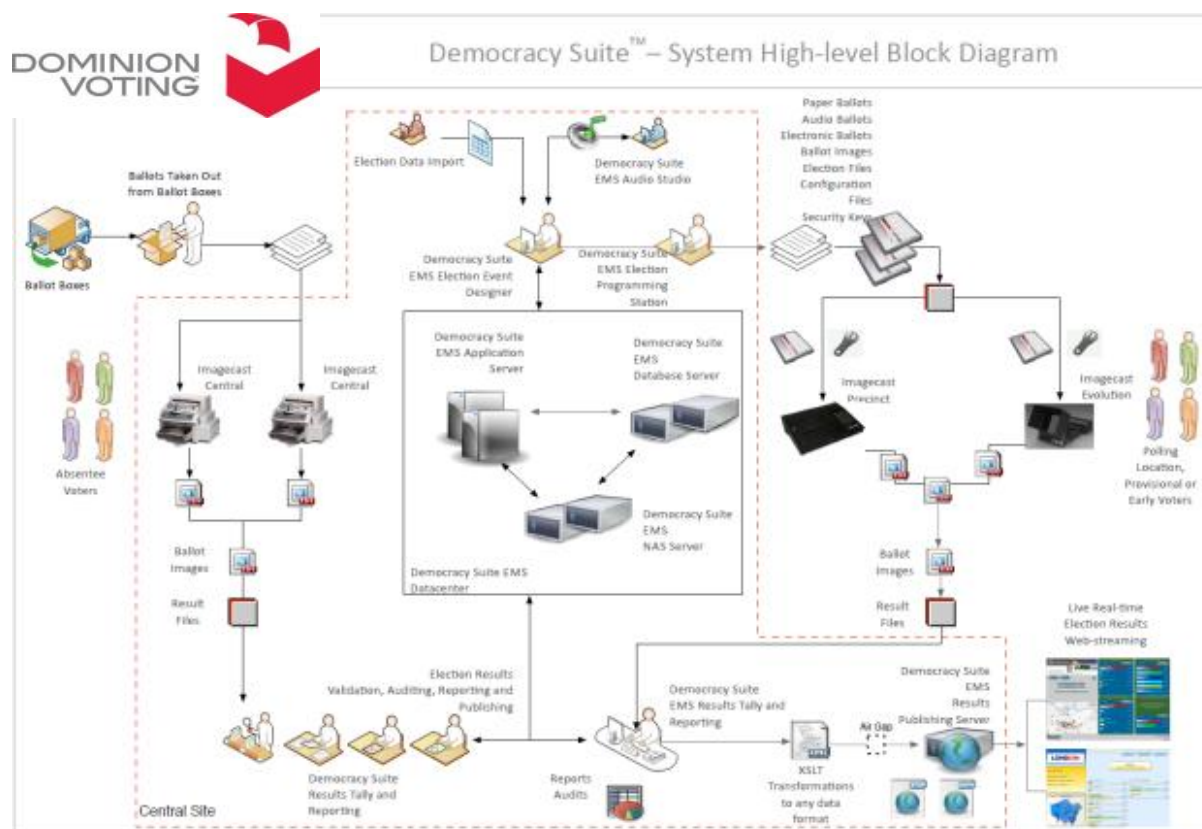 DOMINION
VOTING
Democracy Suite™ – System High-level Block Diagram
Paper Ballots
Audio Ballots
Electronic Ballots
Ballot Images
Election Files
Configuration
Files
Security Keys
Election Data Import
Democracy Suite
EMS Audio Studio
Ballots Taken Out
from Ballot Boxes
Ballot Boxes
Democracy Suite
EMS Election Event
Designer
Democracy Suite
EMS Election
Programming
Station
Democracy Suite
EMS Application
Server
Democracy Suite
EMS
Database Server
Democracy Suite
EMS
NAS Server
Democracy Suite EMS
Datacenter
Imagecast
Central
Imagecast
Central
Absentee
Voters
Imagecast
Precinct
Imagecast
Evolution
Polling
Location,
Provisional or
Early Voters
Ballot
Images
Result
Files
Ballot
Images
Result
Files
Live Real-time
Election Results
Web-streaming
Election Results
Validation, Auditing, Reporting and
Publishing
Democracy Suite
EMS Results Tally and
Reporting
Democracy Suite
EMS
Results
Publishing Server
Air Gap
Democracy Suite
Results Tally and
Reporting
Reports
Audits
XSLT
Transformations
to any data
format
Central Site